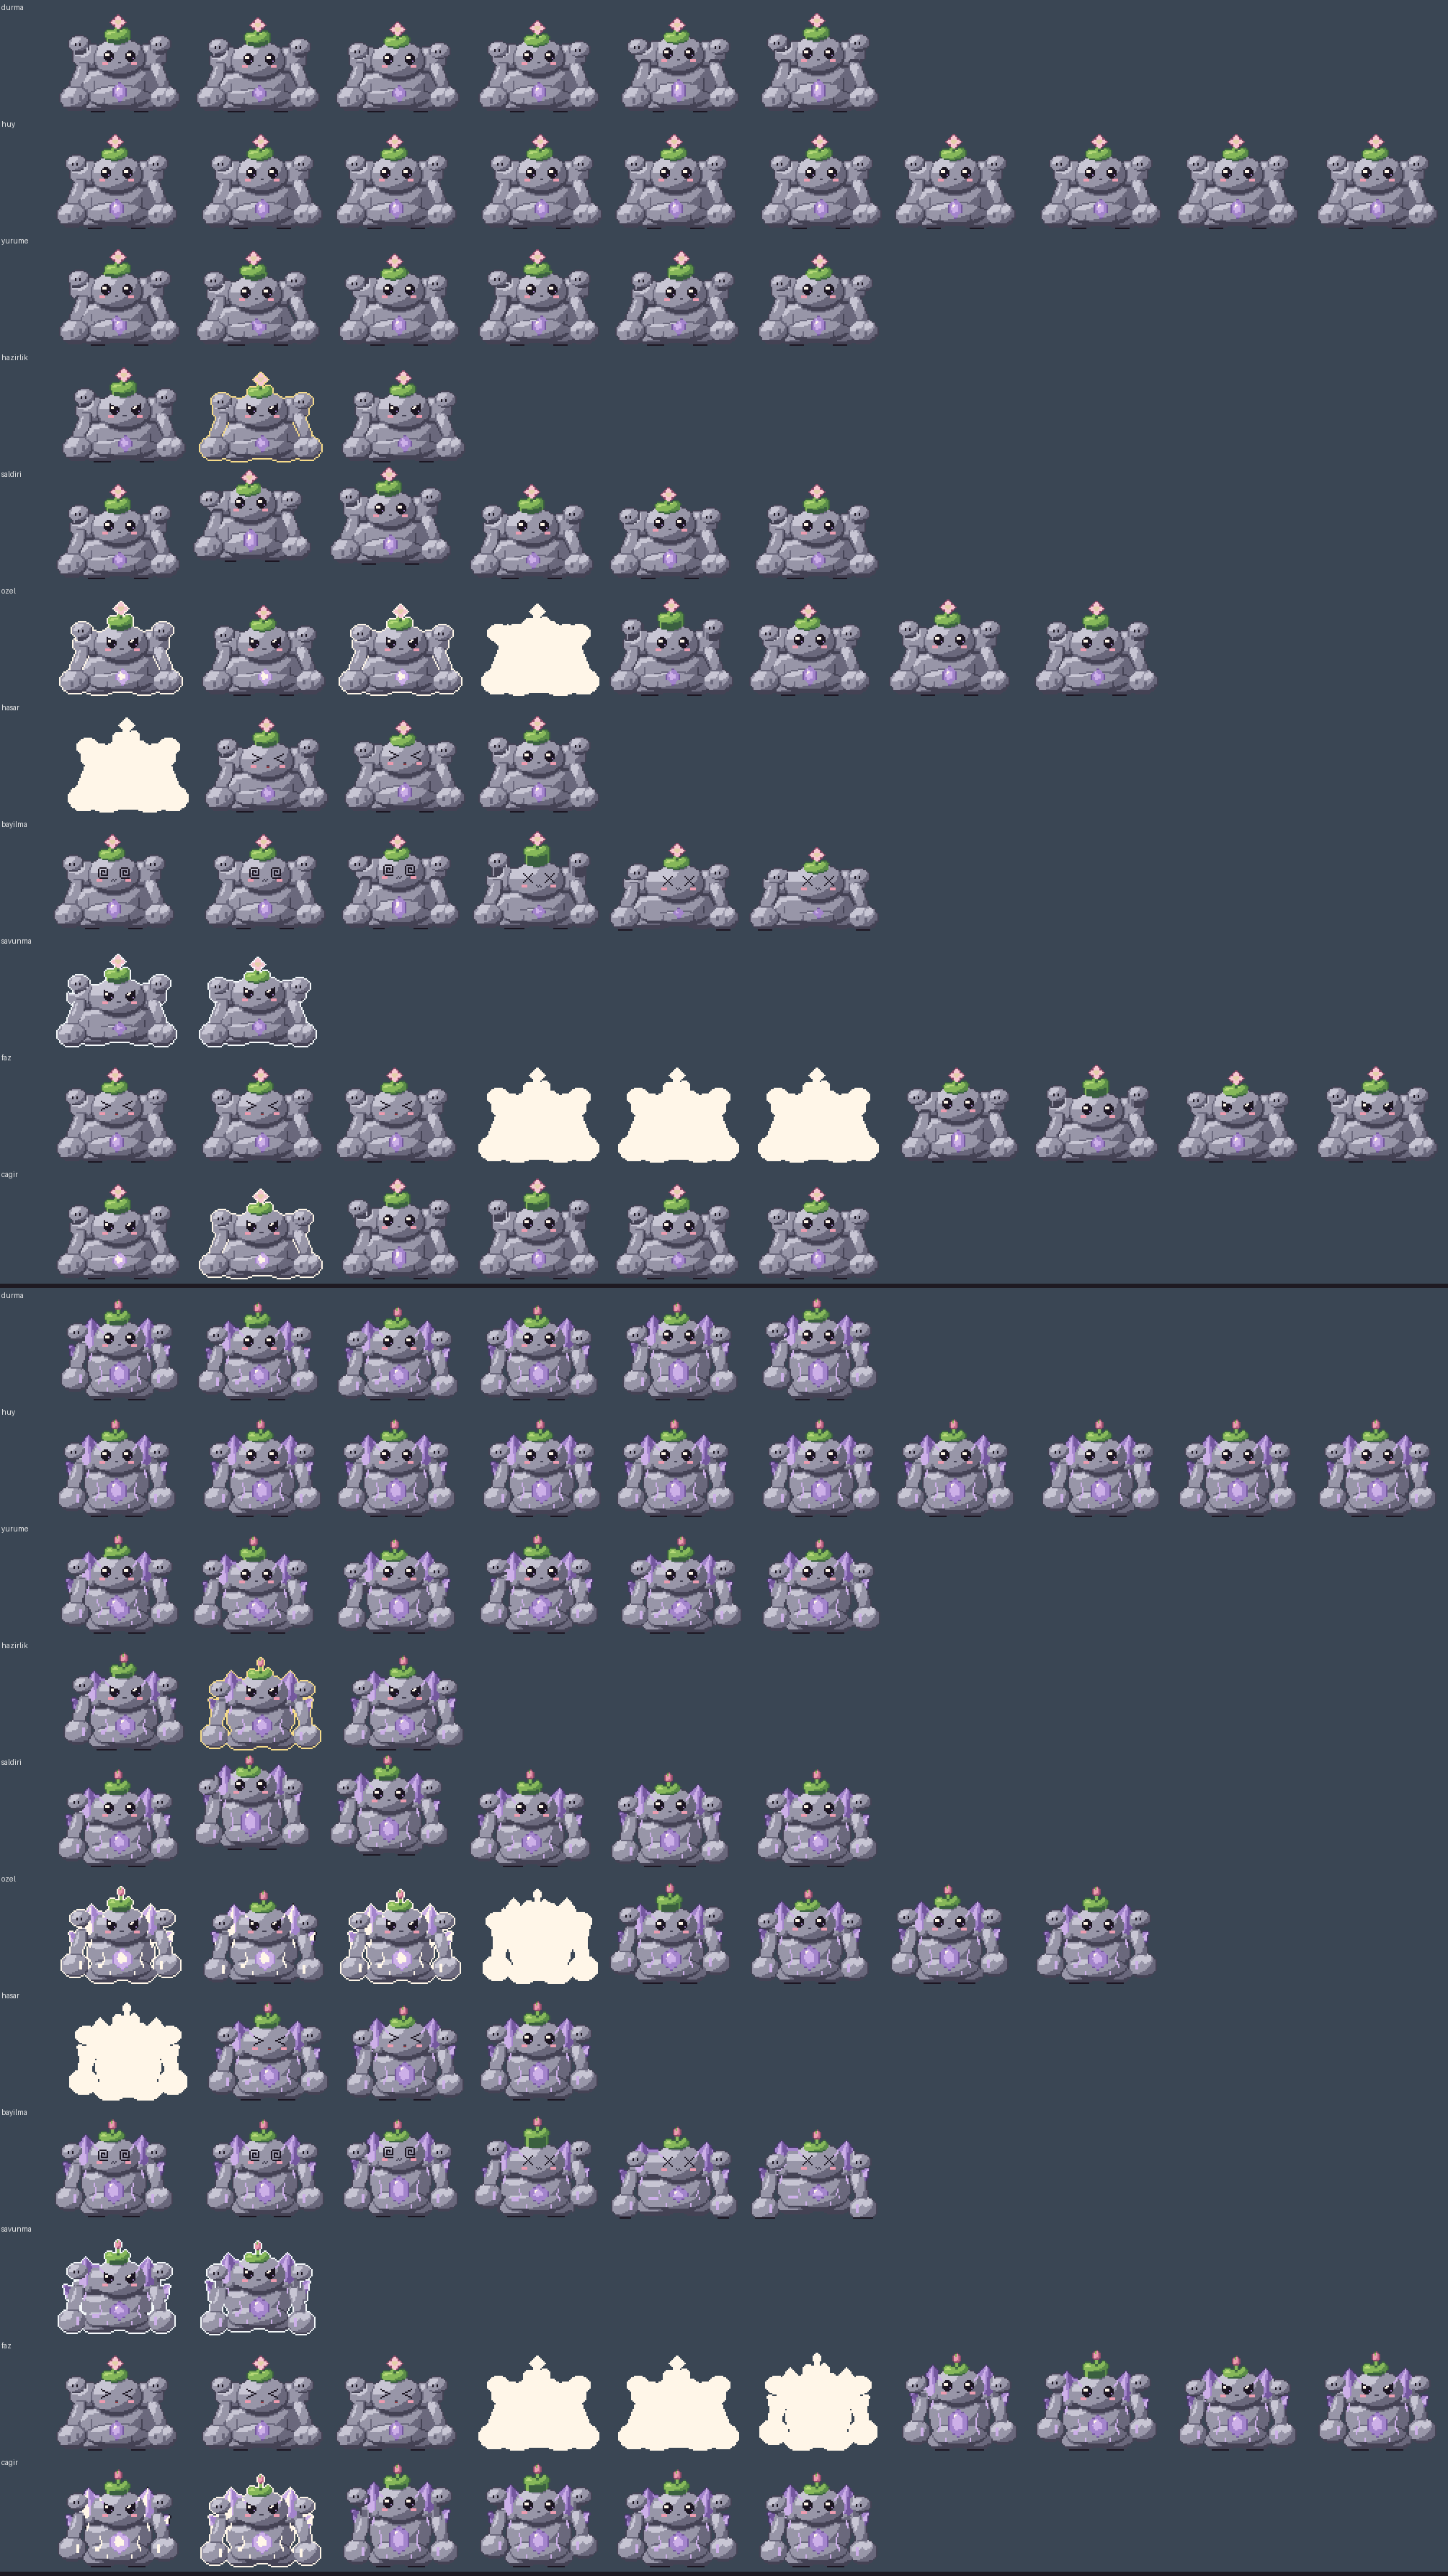 durma
huy
yurume
hazirlik
saldiri
ozel
hasar
bayilma
savunma
faz
cagir
durma
huy
yurume
hazirlik
saldiri
ozel
hasar
bayilma
savunma
faz
cagir